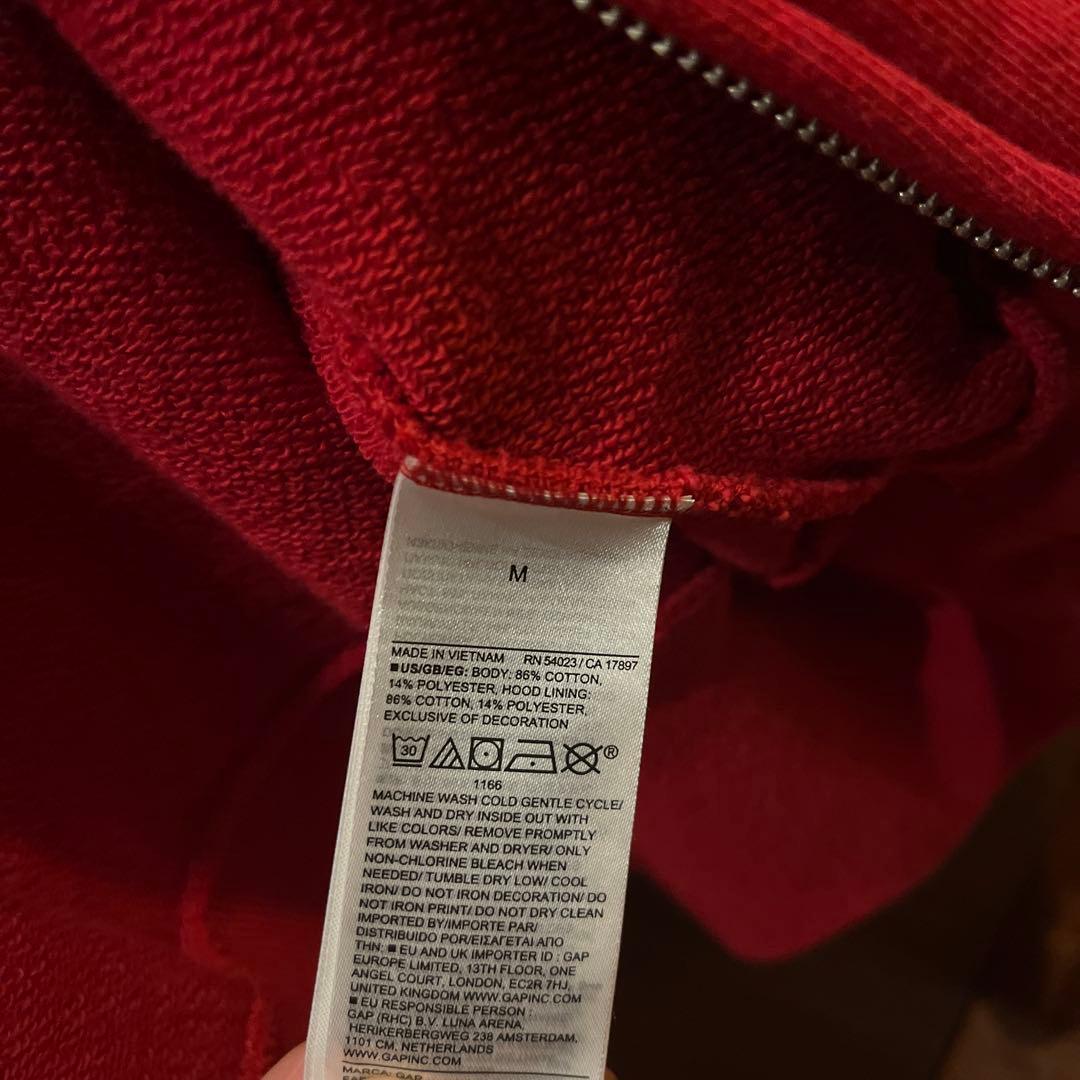 M
MADE IN VIETNAM RN 54023 / CA 17897
■US/GB/EG: BODY: 86% COTTON,
14% POLYESTER, HOOD LINING:
86% COTTON, 14% POLYESTER,
EXCLUSIVE OF DECORATION
30 ®
1166
MACHINE WASH COLD GENTLE CYCLE/
WASH AND DRY INSIDE OUT WITH
LIKE COLORS/ REMOVE PROMPTLY
FROM WASHER AND DRYER/ ONLY
NON-CHLORINE BLEACH WHEN
NEEDED/ TUMBLE DRY LOW/ COOL
IRON/ DO NOT IRON DECORATION/ DO
NOT IRON PRINT/ DO NOT DRY CLEAN
IMPORTED BY/IMPORTE PAR/
DISTRIBUIDO POR/ΕΙΣΑΓΕΤΑΙ ΑΠΟ
ΤΗΝ: ■ EU AND UK IMPORTER ID : GAP
EUROPE LIMITED, 13TH FLOOR, ONE
ANGEL COURT, LONDON, EC2R 7HJ,
UNITED KINGDOM WWW.GAPINC.COM
■ EU RESPONSIBLE PERSON :
GAP (RHC) B.V. LUNA ARENA,
HERIKERBERGWEG 238 AMSTERDAM,
1101 CM, NETHERLANDS
WWW.GAPINC.COM
MARCA: GAP